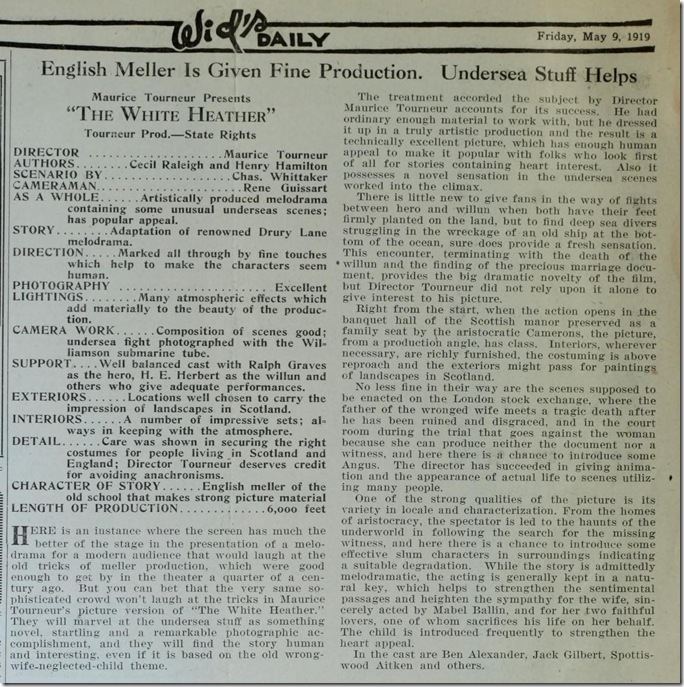 Wid's DAILY
Friday, May 9, 1919
English Meller Is Given Fine Production. Undersea Stuff Helps
Maurice Tourneur Presents
"THE WHITE HEATHER"
Tourneur Prod.—State Rights
DIRECTOR ....................Maurice Tourneur
AUTHORS........Cecil Raleigh and Henry Hamilton
SCENARIO BY...................Chas. Whittaker
CAMERAMAN.....................Rene Guissart
AS A WHOLE......Artistically produced melodrama
containing some unusual underseas scenes;
has popular appeal.
STORY........Adaptation of renowned Drury Lane
melodrama.
DIRECTION.....Marked all through by fine touches
which help to make the characters seem
human.
PHOTOGRAPHY ........................ Excellent
LIGHTINGS........Many atmospheric effects which
add materially to the beauty of the produc-
tion.
CAMERA WORK......Composition of scenes good;
undersea fight photographed with the Wil-
liamson submarine tube.
SUPPORT....Well balanced cast with Ralph Graves
as the hero, H. E. Herbert as the willun and
others who give adequate performances.
EXTERIORS......Locations well chosen to carry the
impression of landscapes in Scotland.
INTERIORS......A number of impressive sets; al-
ways in keeping with the atmosphere.
DETAIL......Care was shown in securing the right
costumes for people living in Scotland and
England; Director Tourneur deserves credit
for avoiding anachronisms.
CHARACTER OF STORY......English meller of the
old school that makes strong picture material
LENGTH OF PRODUCTION.............6,000 feet
HERE is an instance where the screen has much the
better of the stage in the presentation of a melo-
drama for a modern audience that would laugh at the
old tricks of meller production, which were good
enough to get by in the theater a quarter of a cen-
tury ago. But you can bet that the very same so-
phisticated crowd won't laugh at the tricks in Maurice
Tourneur's picture version of "The White Heather."
They will marvel at the undersea stuff as something
novel, startling and a remarkable photographic ac-
complishment, and they will find the story human
and interesting, even if it is based on the old wrong-
wife-neglected-child theme.
The treatment accorded the subject by Director
Maurice Tourneur accounts for its success. He had
ordinary enough material to work with, but he dressed
it up in a truly artistic production and the result is a
technically excellent picture, which has enough human
appeal to make it popular with folks who look first
of all for stories containing heart interest. Also it
possesses a novel sensation in the undersea scenes
worked into the climax.
There is little new to give fans in the way of fights
between hero and willun when both have their feet
firmly planted on the land, but to find deep sea divers
struggling in the wreckage of an old ship at the bot-
tom of the ocean, sure does provide a fresh sensation.
This encounter, terminating with the death of the
willun and the finding of the precious marriage docu-
ment, provides the big dramatic novelty of the film,
but Director Tourneur did not rely upon it alone to
give interest to his picture.
Right from the start, when the action opens in the
banquet hall of the Scottish manor preserved as a
family seat by the aristocratic Camerons, the picture,
from a production angle, has class. Interiors, wherever
necessary, are richly furnished, the costuming is above
reproach and the exteriors might pass for paintings
of landscapes in Scotland.
No less fine in their way are the scenes supposed to
be enacted on the London stock exchange, where the
father of the wronged wife meets a tragic death after
he has been ruined and disgraced, and in the court
room during the trial that goes against the woman
because she can produce neither the document nor a
witness, and here there is a chance to introduce some
Angus. The director has succeeded in giving anima-
tion and the appearance of actual life to scenes utiliz-
ing many people.
One of the strong qualities of the picture is its
variety in locale and characterization. From the homes
of aristocracy, the spectator is led to the haunts of the
underworld in following the search for the missing
witness, and here there is a chance to introduce some
effective slum characters in surroundings indicating
a suitable degradation. While the story is admittedly
melodramatic, the acting is generally kept in a natu-
ral key, which helps to strengthen the sentimental
passages and heighten the sympathy for the wife, sin-
cerely acted by Mabel Ballin, and for her two faithful
lovers, one of whom sacrifices his life on her behalf.
The child is introduced frequently to strengthen the
heart appeal.
In the cast are Ben Alexander, Jack Gilbert, Spottis-
wood Aitken and others.